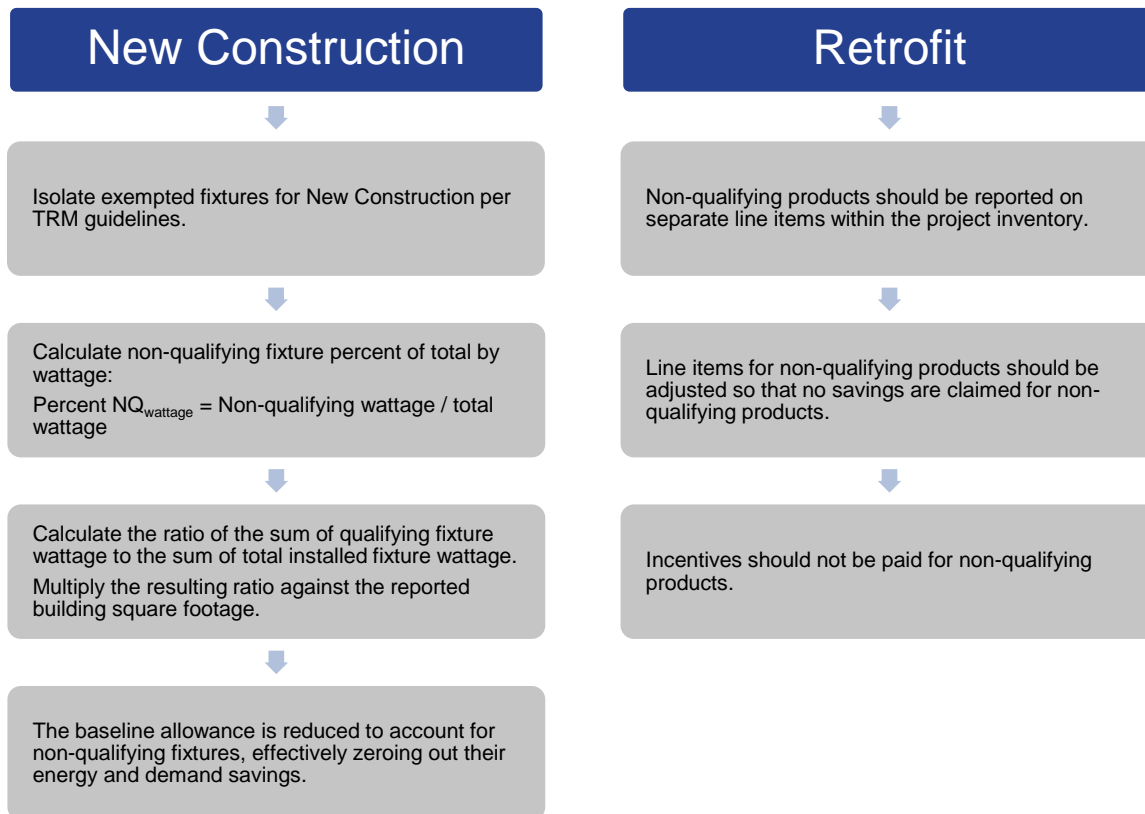 New Construction
Isolate exempted fixtures for New Construction per
TRM guidelines.
Calculate non-qualifying fixture percent of total by
wattage:
Percent NQwattage = Non-qualifying wattage / total
wattage
Calculate the ratio of the sum of qualifying fixture
wattage to the sum of total installed fixture wattage.
Multiply the resulting ratio against the reported
building square footage.
The baseline allowance is reduced to account for
non-qualifying fixtures, effectively zeroing out their
energy and demand savings.
Retrofit
Non-qualifying products should be reported on
separate line items within the project inventory.
Line items for non-qualifying products should be
adjusted so that no savings are claimed for non-
qualifying products.
Incentives should not be paid for non-qualifying
products.